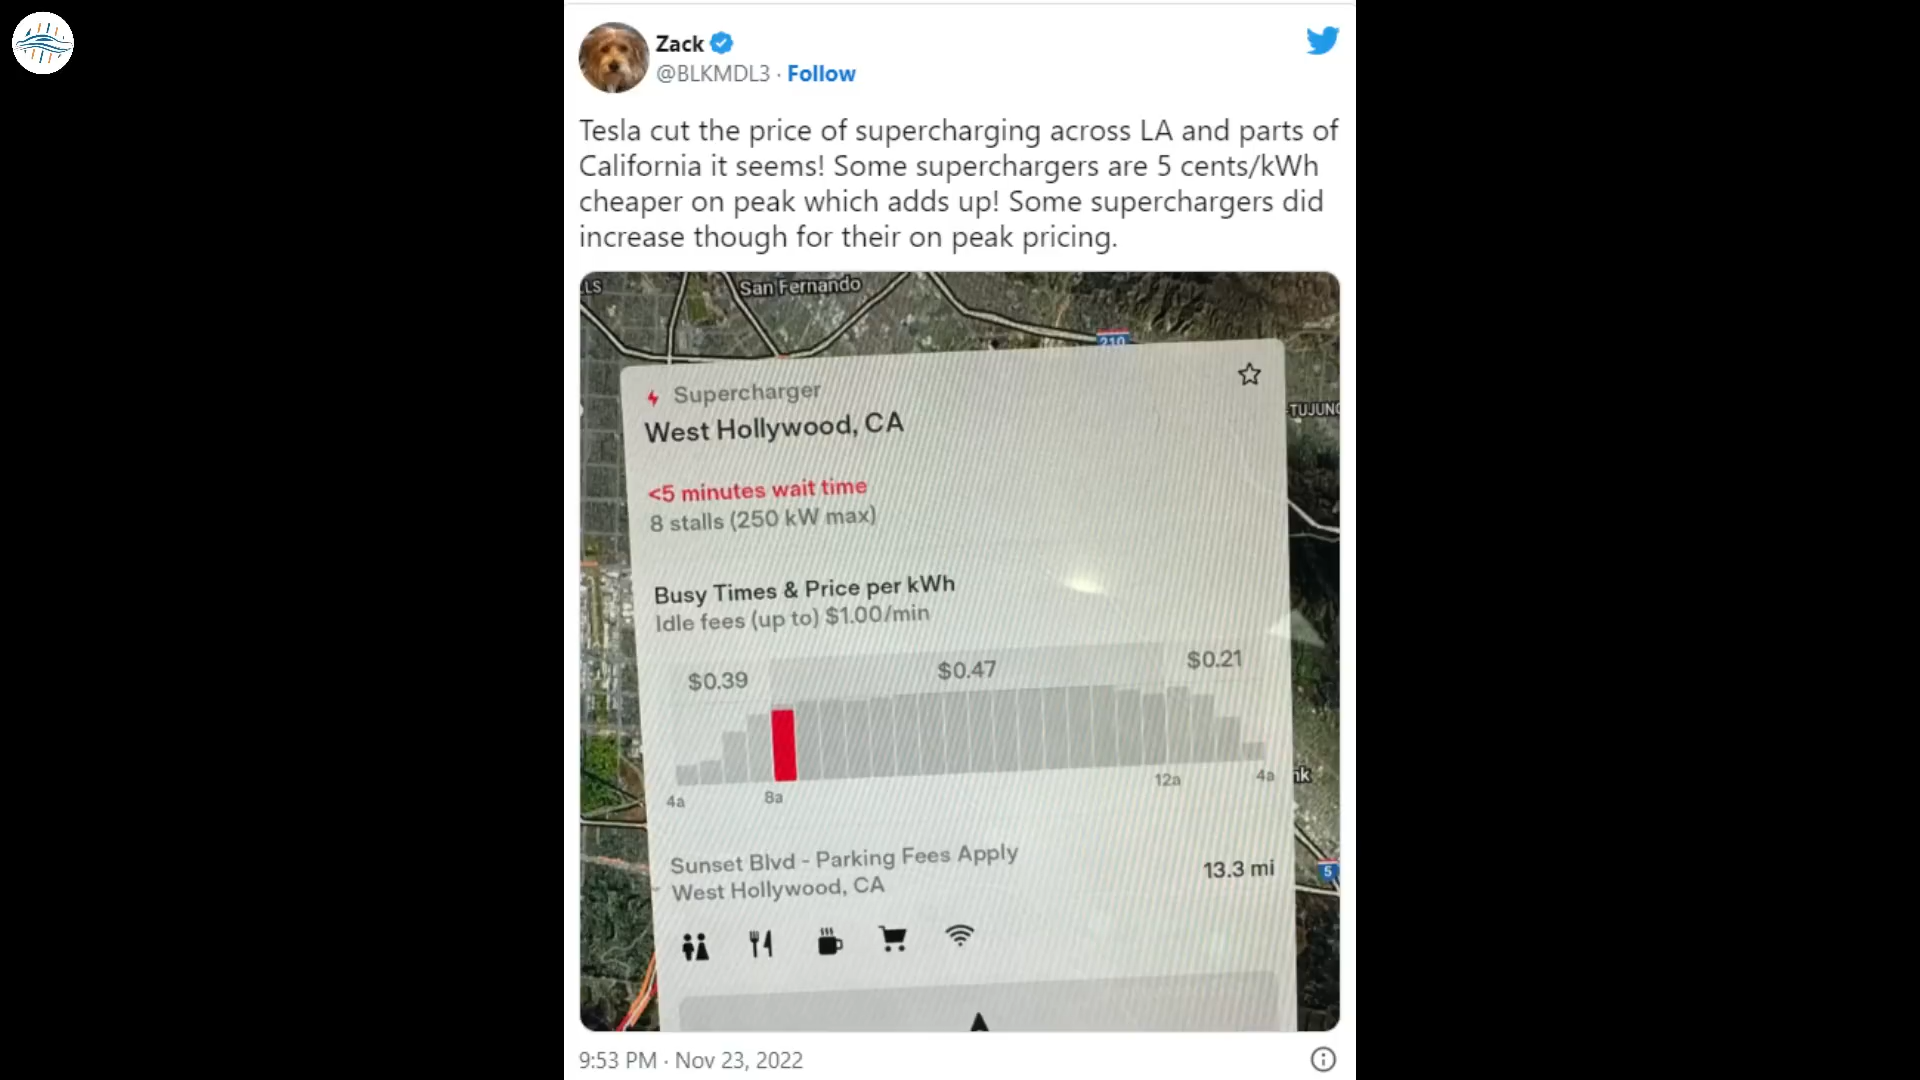 Zack
@BLKMDL3 · Follow
Tesla cut the price of supercharging across LA and parts of
California it seems! Some superchargers are 5 cents/kWh
cheaper on peak which adds up! Some superchargers did
increase though for their on peak pricing.
LS
San Fernando
210
Supercharger
TUJUNG
West Hollywood, CA
<5 minutes wait time
8 stalls (250 kW max)
Busy Times & Price per kWh
Idle fees (up to) $1.00/min
$0.39 $0.47 $0.21
4a 8a 12a 4a
nk
Sunset Blvd - Parking Fees Apply
West Hollywood, CA
13.3 mi
5
9:53 PM · Nov 23, 2022